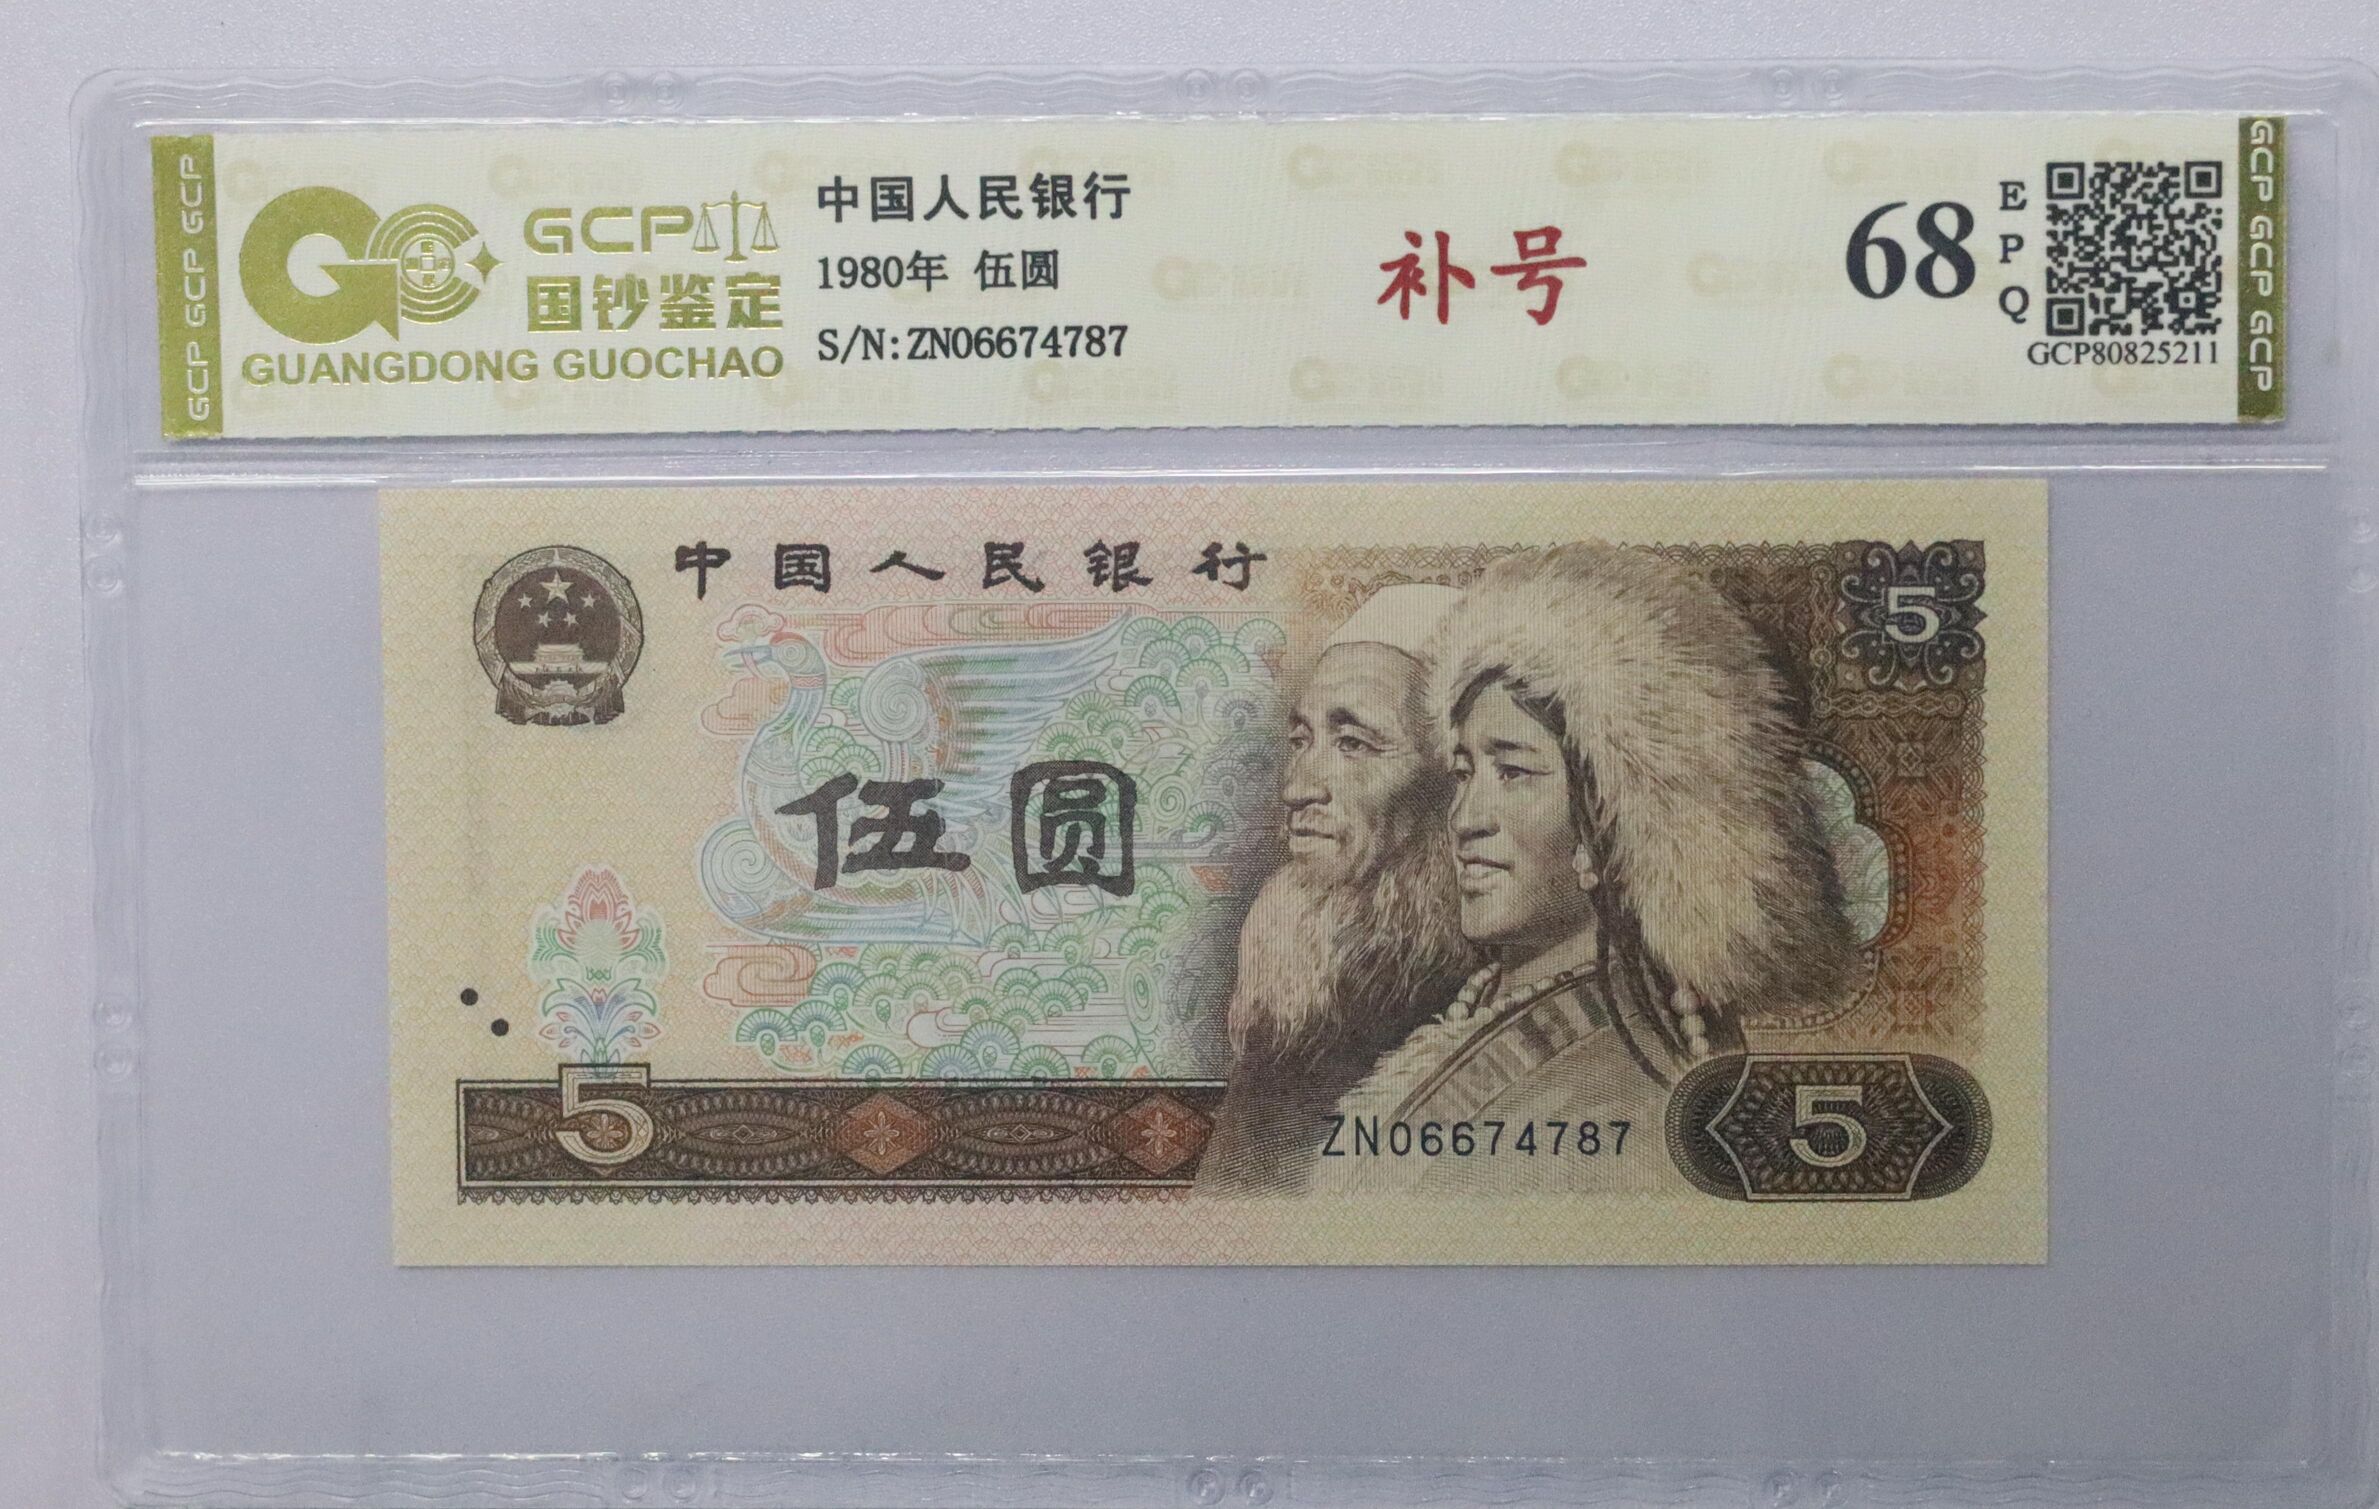 GCP GCP GCP
GCP
国钞鉴定
GUANGDONG GUOCHAO
中国人民银行
1980年 伍圆
S/N:ZN06674787
补号
68
EPQ
GCP80825211
GCP GCP GCP
中国人民银行
5
伍圆
5
ZN06674787
5